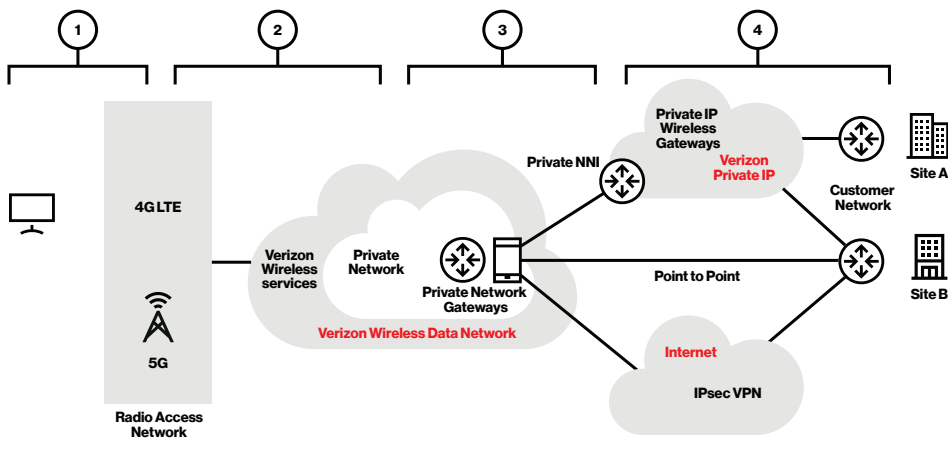 1
2
3
4
4G LTE
5G
Radio Access
Network
Verizon
Wireless
services
Private
Network
Private Network
Gateways
Verizon Wireless Data Network
Private NNI
Private IP
Wireless
Gateways
Verizon
Private IP
Point to Point
Internet
IPsec VPN
Customer
Network
Site A
Site B